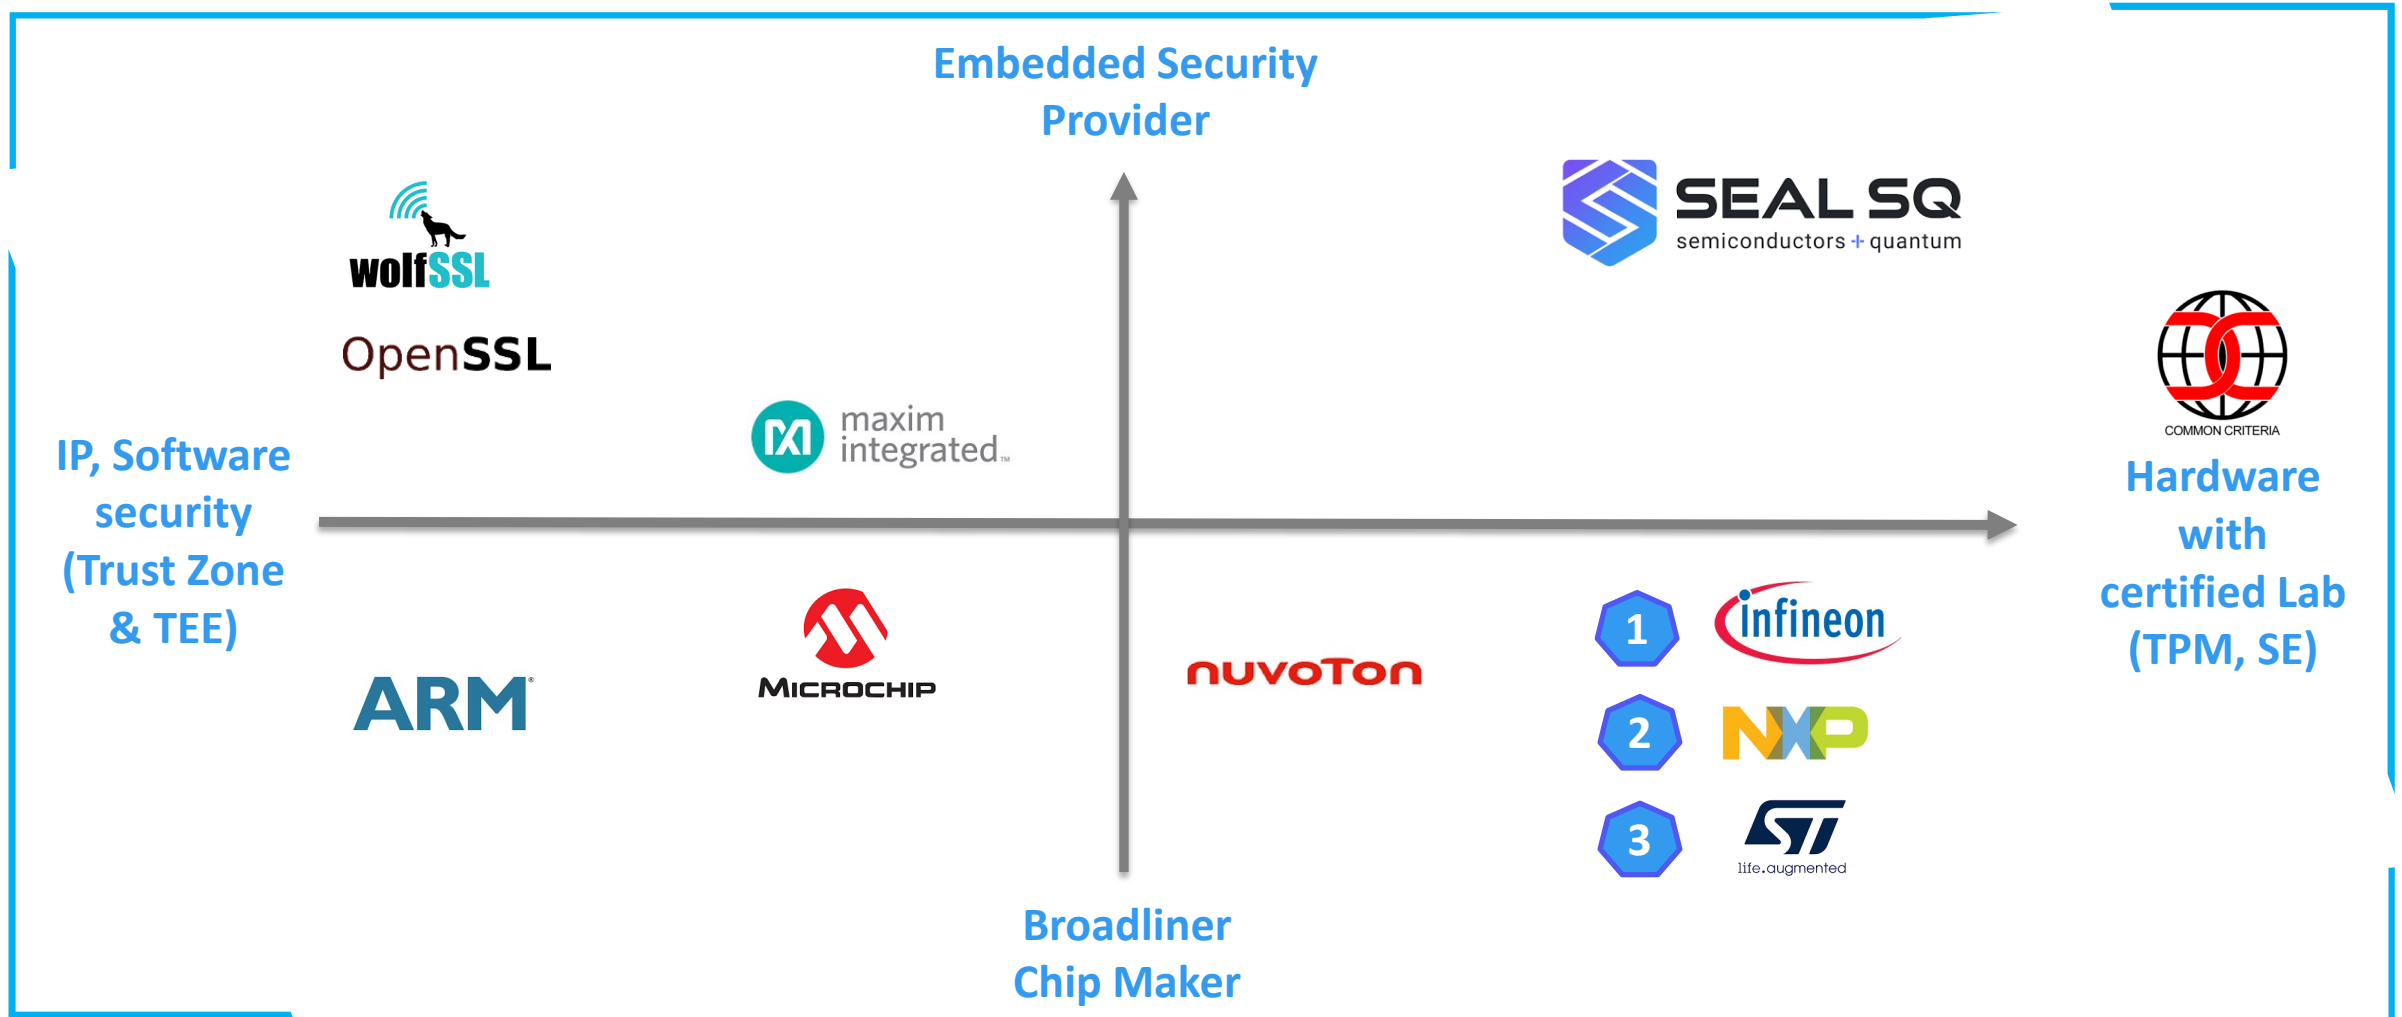 Embedded Security
Provider
SEAL SQ
semiconductors + quantum
wolfSSL
OpenSSL
maxim
integrated™
COMMON CRITERIA
IP, Software
security
(Trust Zone
& TEE)
Hardware
with
certified Lab
(TPM, SE)
ARM®
MICROCHIP
nuvoTon
1
infineon
2
NXP
3
ST
life.augmented
Broadliner
Chip Maker